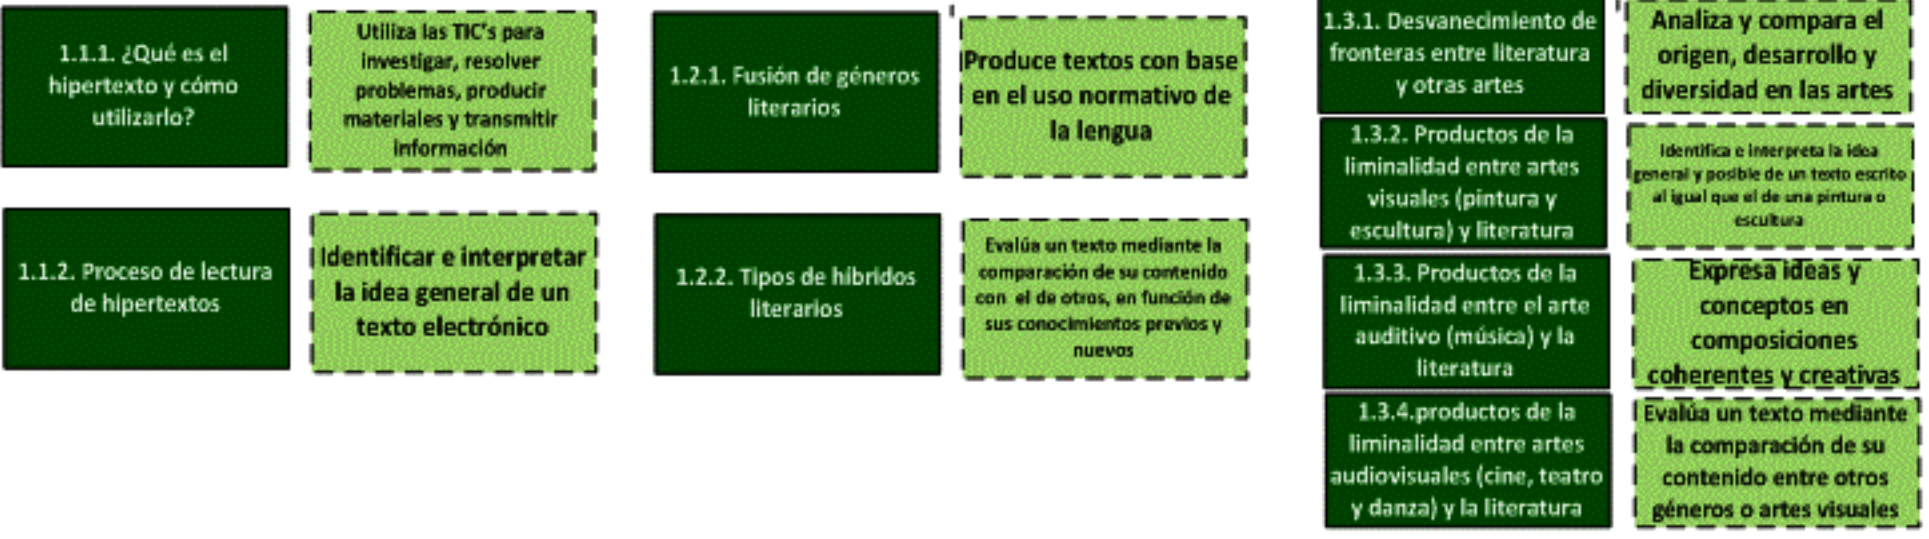 1.1.1. ¿Qué es el
hipertexto y cómo
utilizarlo?
Utiliza las TIC's para
investigar, resolver
problemas, producir
materiales y transmitir
información
1.1.2. Proceso de lectura
de hipertextos
Identificar e interpretar
la idea general de un
texto electrónico
1.2.1. Fusión de géneros
literarios
Produce textos con base
en el uso normativo de
la lengua
1.2.2. Tipos de híbridos
literarios
Evalúa un texto mediante la
comparación de su contenido
con el de otros, en función de
sus conocimientos previos y
nuevos
1.3.1. Desvanecimiento de
fronteras entre literatura
y otras artes
Analiza y compara el
origen, desarrollo y
diversidad en las artes
1.3.2. Productos de la
liminalidad entre artes
visuales (pintura y
escultura) y literatura
Identifica e interpreta la idea
general y posible de un texto escrito
al igual que el de una pintura o
escultura
1.3.3. Productos de la
liminalidad entre el arte
auditivo (música) y la
literatura
Expresa ideas y
conceptos en
composiciones
coherentes y creativas
1.3.4.productos de la
liminalidad entre artes
audiovisuales (cine, teatro
y danza) y la literatura
Evalúa un texto mediante
la comparación de su
contenido entre otros
géneros o artes visuales